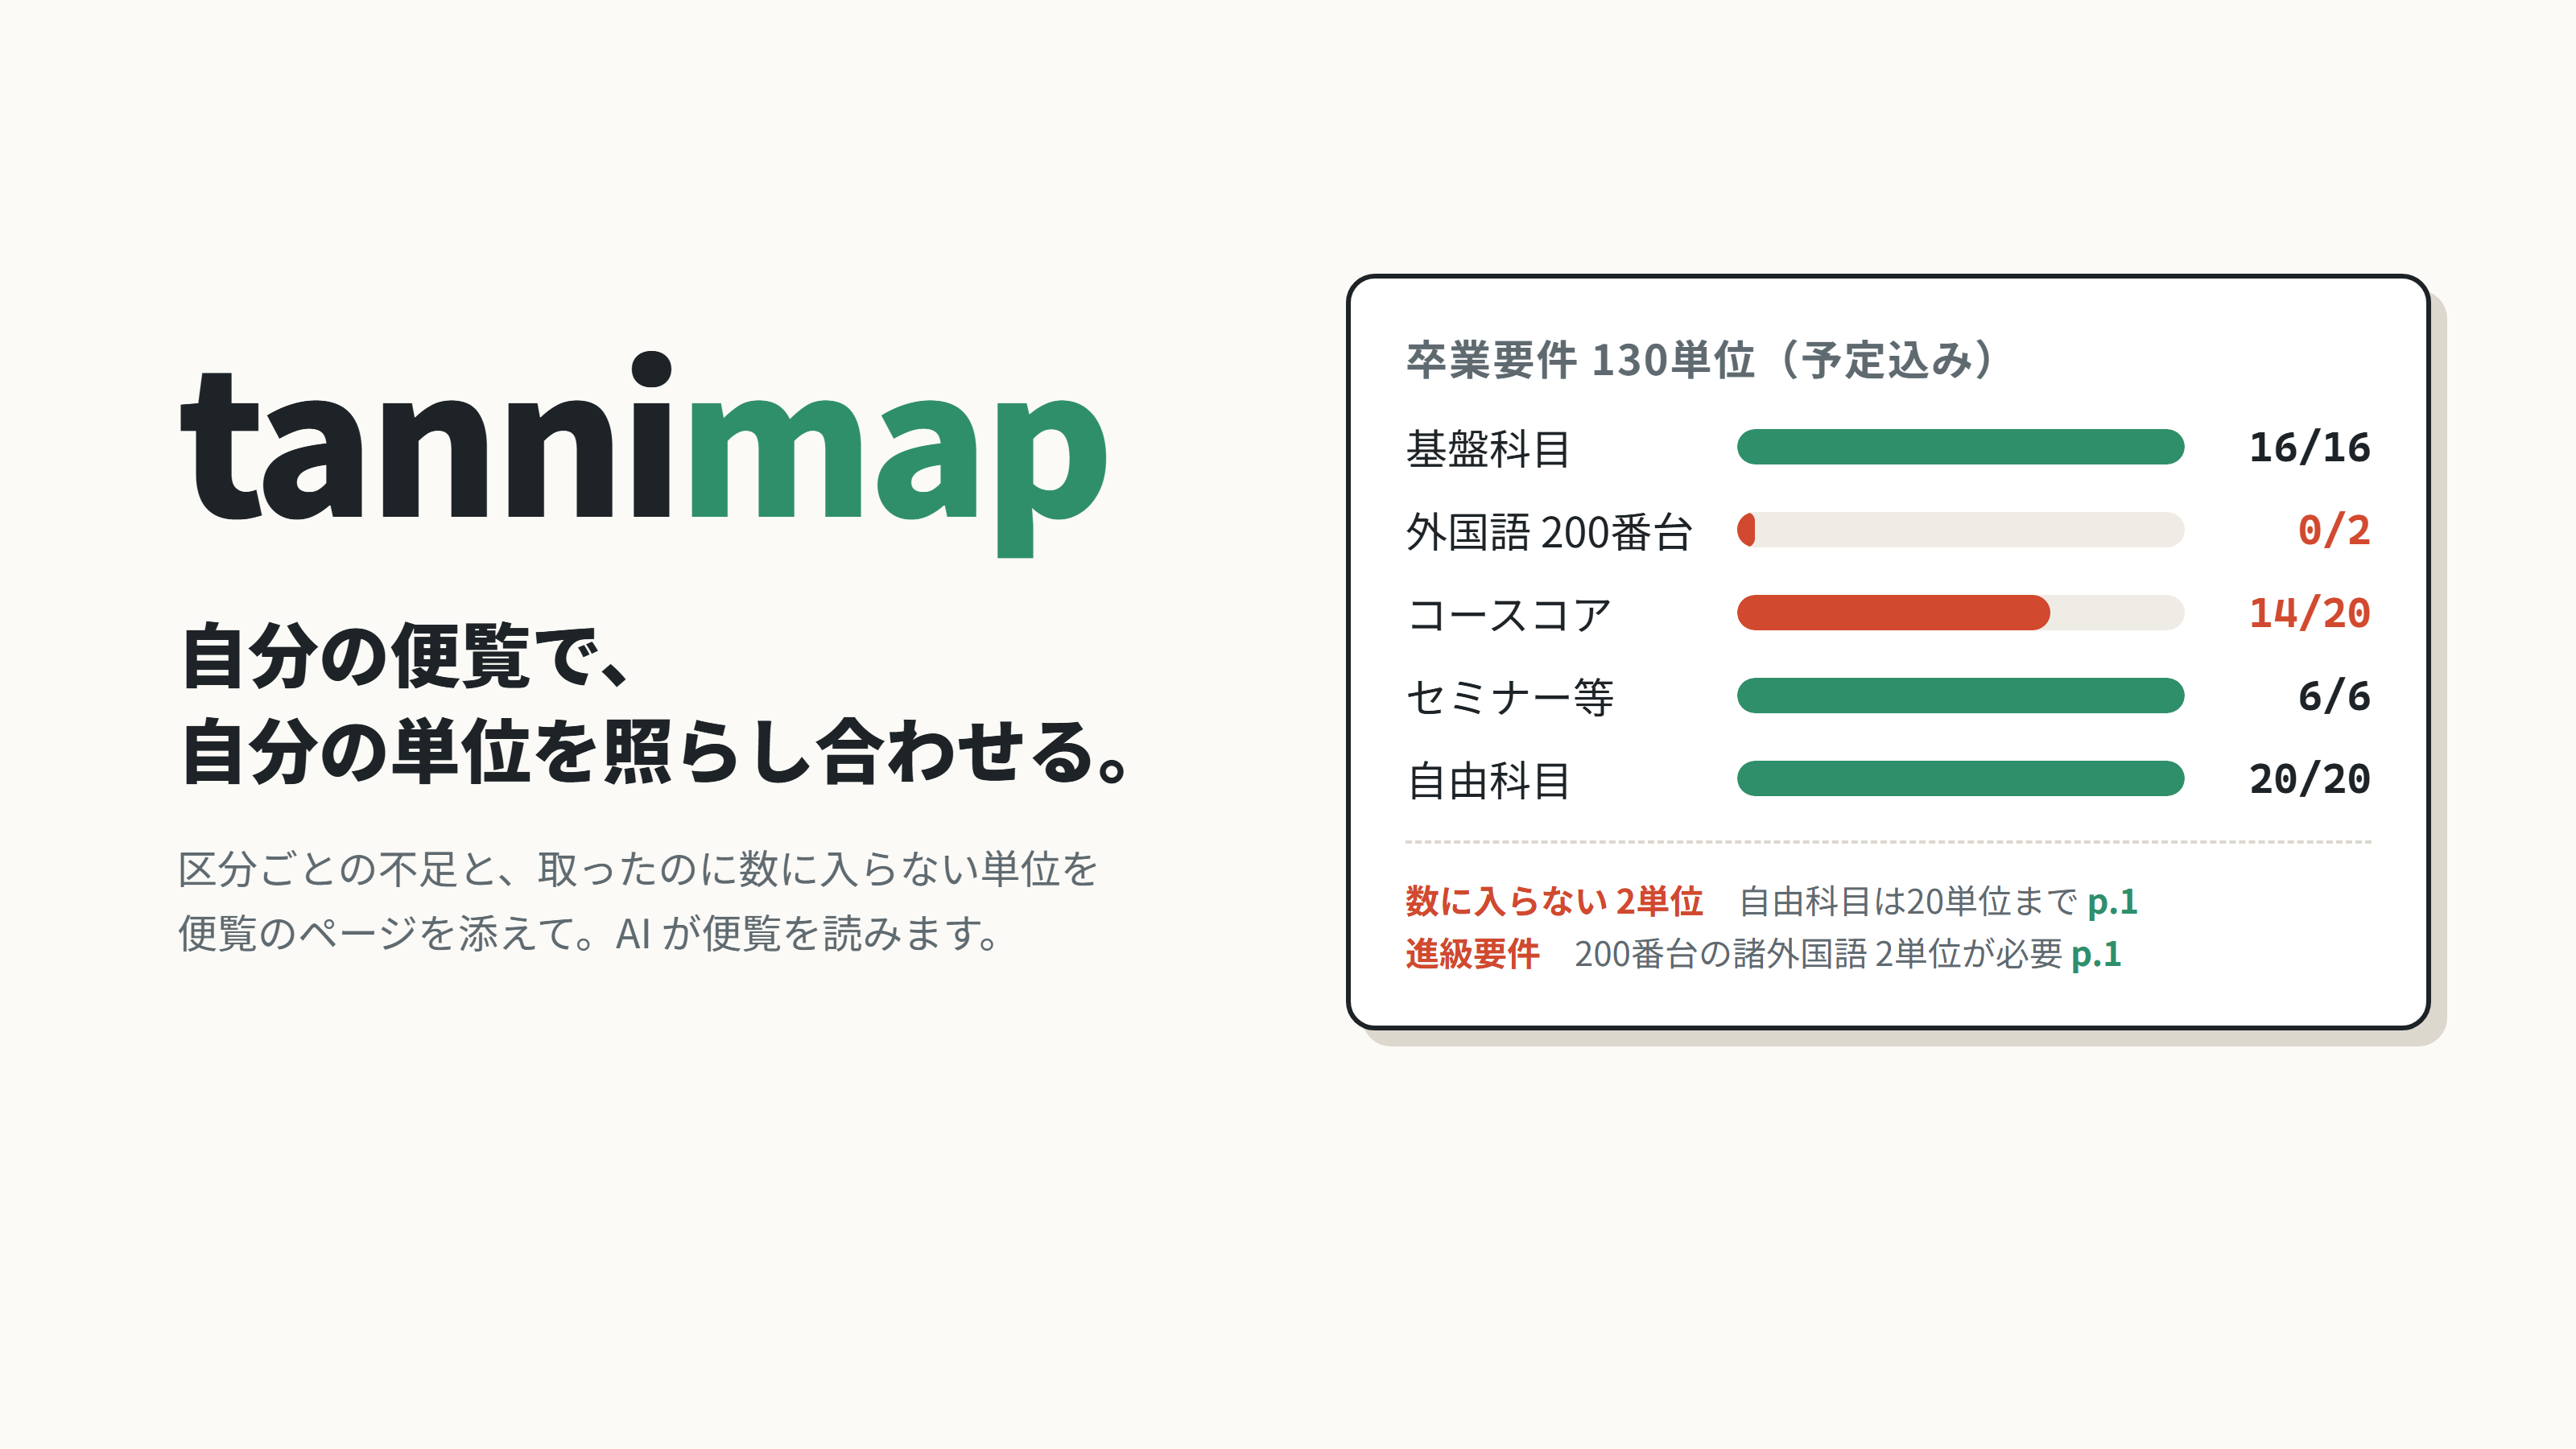 tannimap
自分の便覧で、
自分の単位を照らし合わせる。
区分ごとの不足と、取ったのに数に入らない単位を
便覧のページを添えて。AI が便覧を読みます。
卒業要件 130単位（予定込み）
基盤科目 16/16
外国語 200番台 0/2
コースコア 14/20
セミナー等 6/6
自由科目 20/20
数に入らない 2単位 自由科目は20単位まで p.1
進級要件 200番台の諸外国語 2単位が必要 p.1